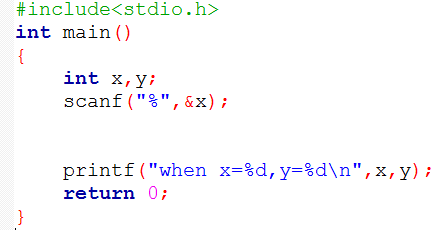 #include<stdio.h>
int main()
{
    int x,y;
    scanf("%",&x);
    printf("when x=%d,y=%d\n",x,y);
    return 0;
}